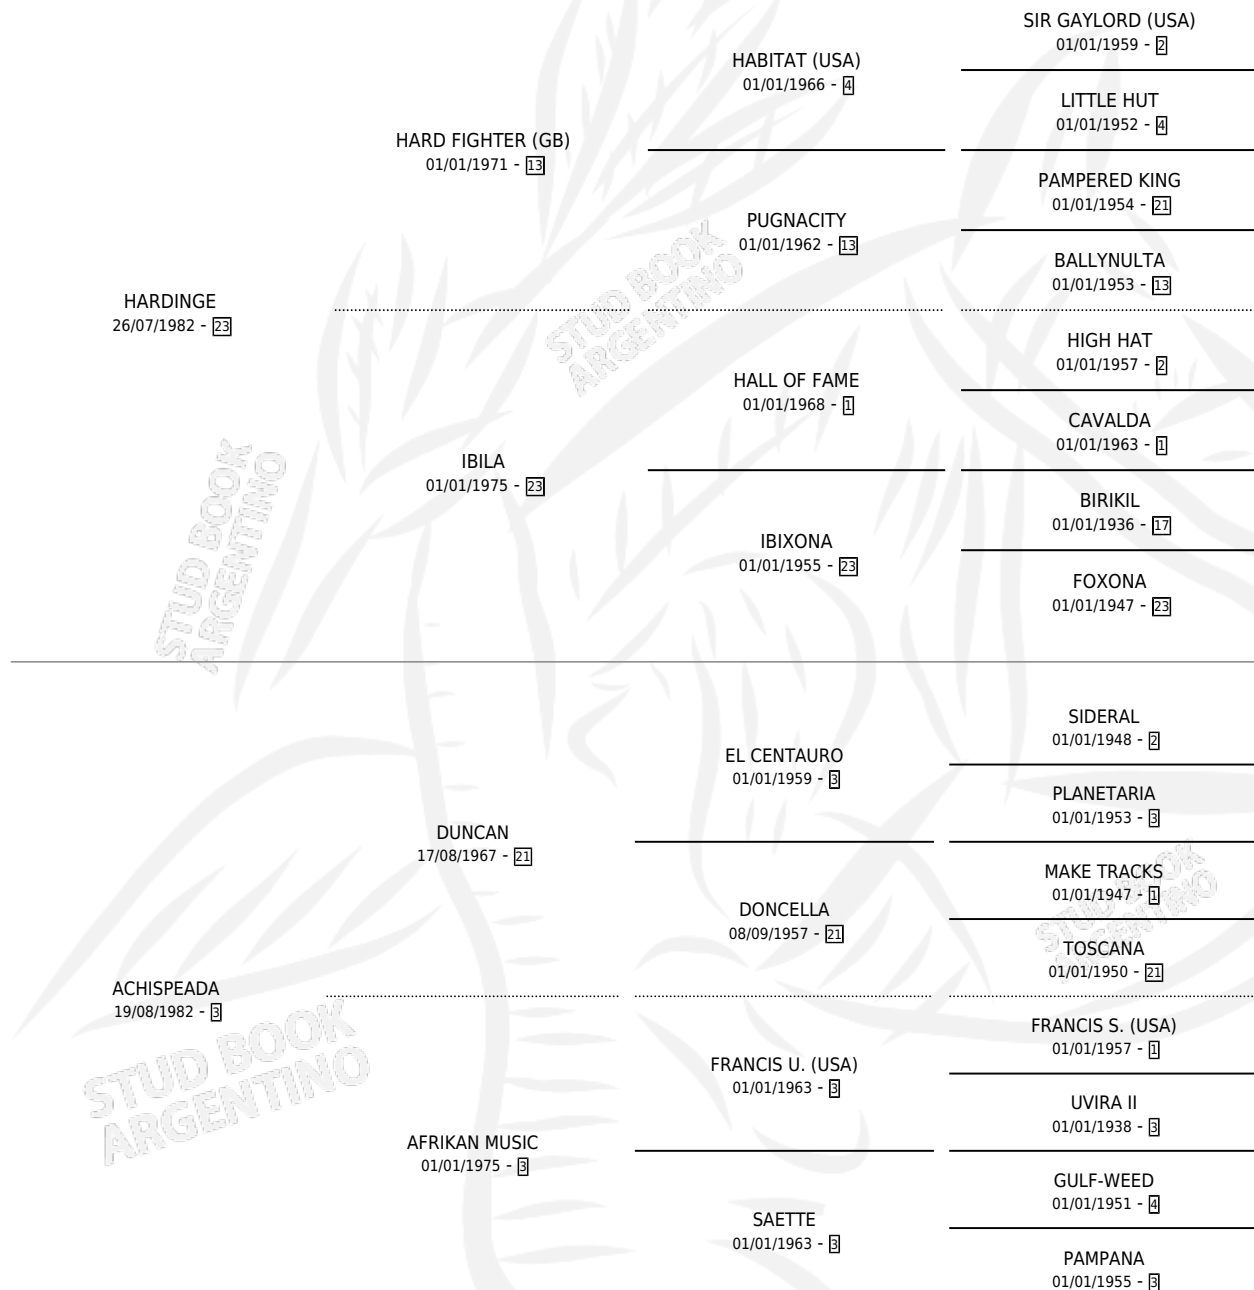 SIR GAYLORD (USA)
01/01/1959 - 2
HABITAT (USA)
01/01/1966 - 4
LITTLE HUT
01/01/1952 - 4
HARD FIGHTER (GB)
01/01/1971 - 13
PAMPERED KING
01/01/1954 - 21
PUGNACITY
01/01/1962 - 13
BALLYNULTA
01/01/1953 - 13
HARDINGE
26/07/1982 - 23
HIGH HAT
01/01/1957 - 2
HALL OF FAME
01/01/1968 - 1
CAVALDA
01/01/1963 - 1
IBILA
01/01/1975 - 23
BIRIKIL
01/01/1936 - 17
IBIXONA
01/01/1955 - 23
FOXONA
01/01/1947 - 23
SIDERAL
01/01/1948 - 2
EL CENTAURO
01/01/1959 - 3
PLANETARIA
01/01/1953 - 3
DUNCAN
17/08/1967 - 21
MAKE TRACKS
01/01/1947 - 1
DONCELLA
08/09/1957 - 21
TOSCANA
01/01/1950 - 21
ACHISPEADA
19/08/1982 - 3
FRANCIS S. (USA)
01/01/1957 - 1
FRANCIS U. (USA)
01/01/1963 - 3
UVIRA II
01/01/1938 - 3
AFRIKAN MUSIC
01/01/1975 - 3
GULF-WEED
01/01/1951 - 4
SAETTE
01/01/1963 - 3
PAMPANA
01/01/1955 - 3
STUD BOOK
ARGENTINO
STUD BOOK
ARGENTINO
STUD BOOK
ARGENTINO
STUD BOOK
ARGENTINO